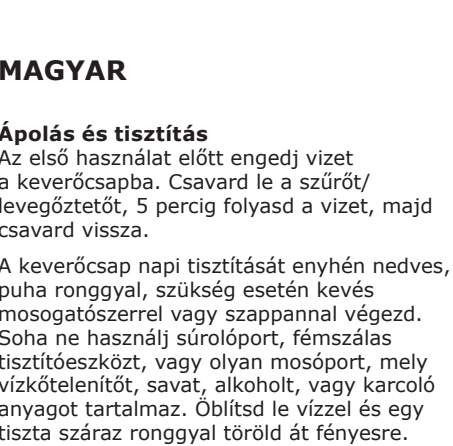 MAGYAR
Ápolás és tisztítás
Az első használat előtt engedj vizet
a keverőcsapba. Csavard le a szűrőt/
levegőztetőt, 5 percig folyasd a vizet, majd
csavard vissza.
A keverőcsap napi tisztítását enyhén nedves,
puha ronggyal, szükség esetén kevés
mosogatószerrel vagy szappannal végezd.
Soha ne használj súrolóport, fémszálas
tisztítóeszközt, vagy olyan mosóport, mely
vízkőtelenítőt, savat, alkoholt, vagy karcoló
anyagot tartalmaz. Öblítsd le vízzel és egy
tiszta száraz ronggyal töröld át fényesre.